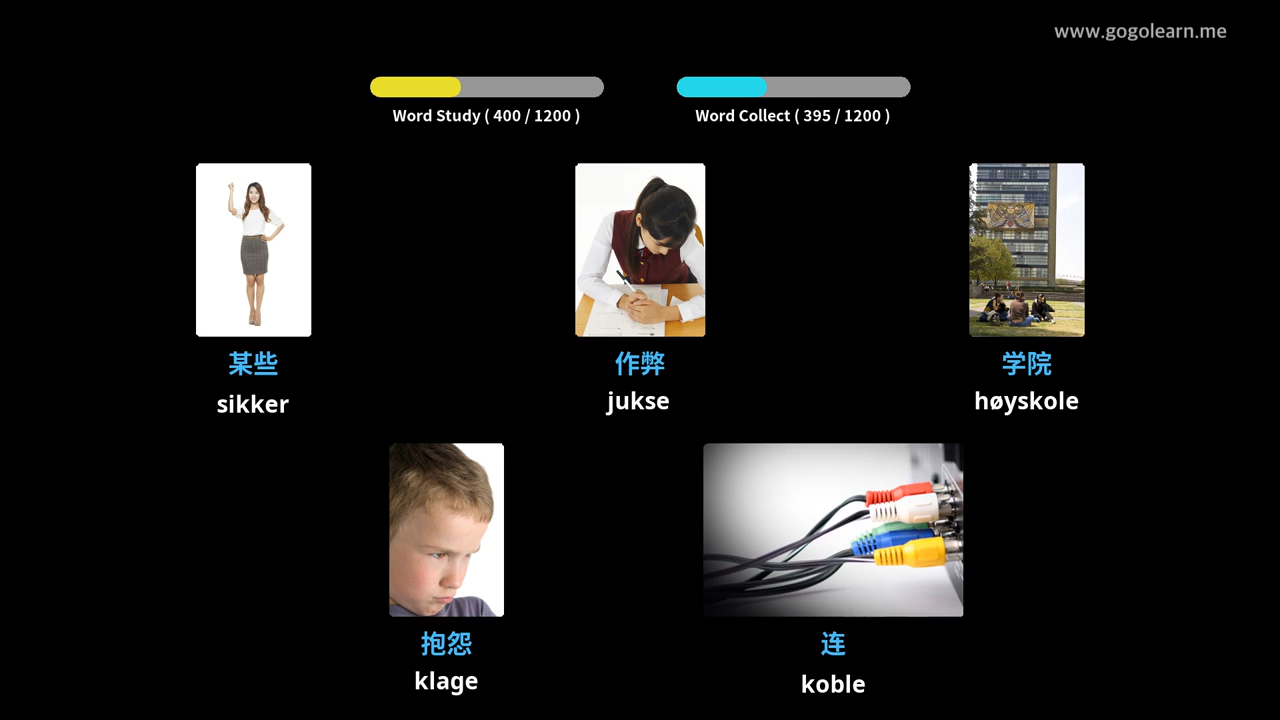 www.gogolearn.me
Word Study ( 400 / 1200 )
Word Collect ( 395 / 1200 )
某些
sikker
作弊
jukse
学院
høyskole
抱怨
klage
连
koble